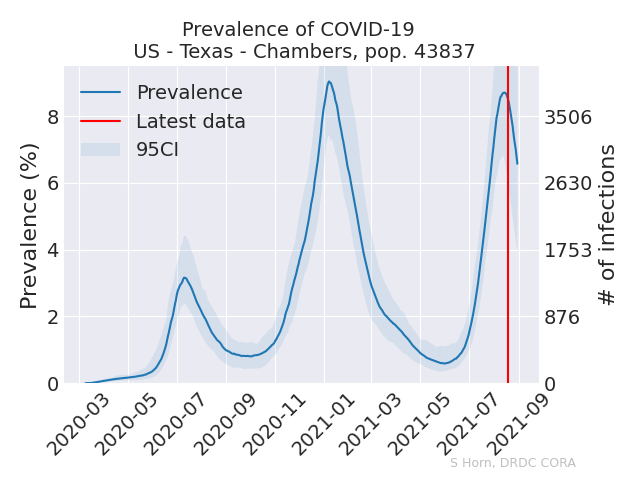 Prevalence of COVID-19
US - Texas - Chambers, pop. 43837
Prevalence
Latest data
95CI
Prevalence (%)
8
6
4
2
0
# of infections
3506
2630
1753
876
0
2020-03
2020-05
2020-07
2020-09
2020-11
2021-01
2021-03
2021-05
2021-07
2021-09
S Horn, DRDC CORA